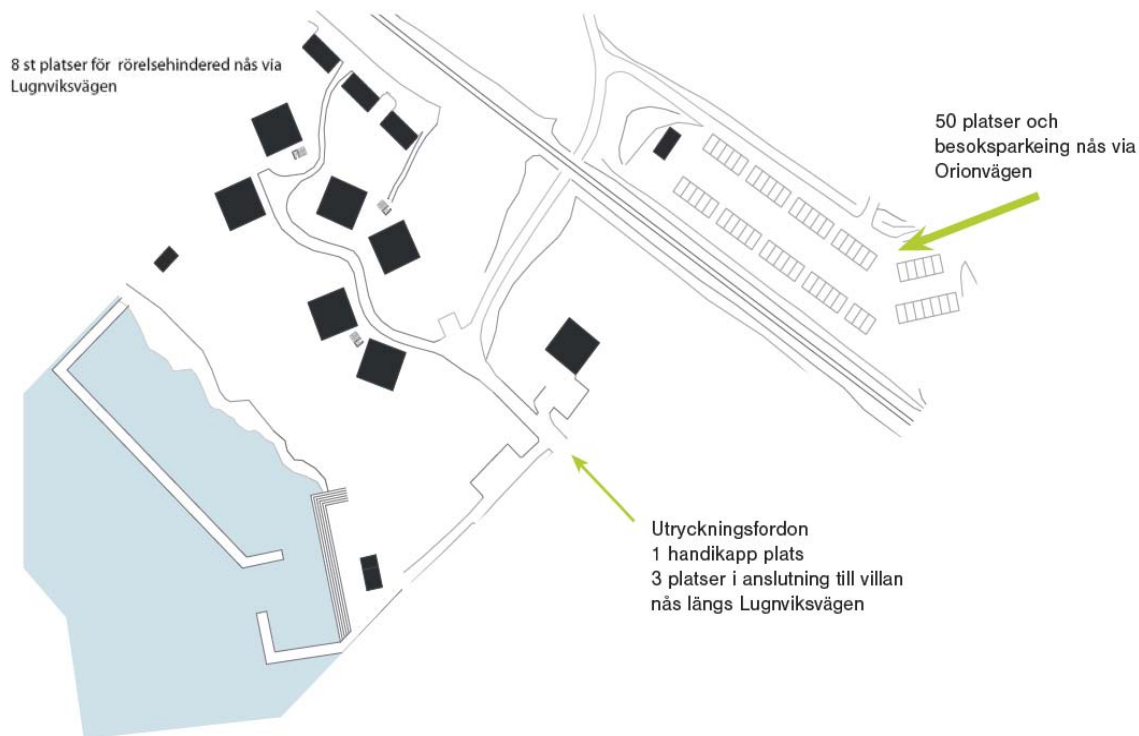 8 st platser för rörelsehindered nås via
Lugnviksvägen
50 platser och
besoksparkeing nås via
Orionvägen
Utryckningsfordon
1 handikapp plats
3 platser i anslutning till villan
nås längs Lugnviksvägen